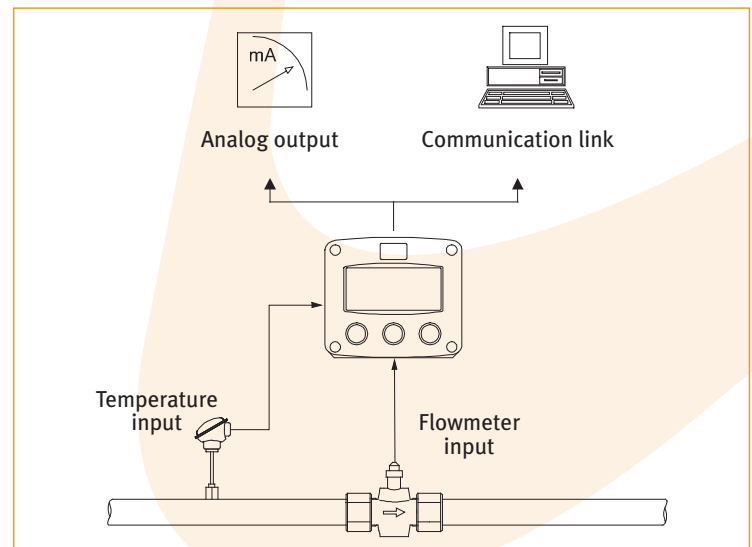 mA
Analog output
Communication link
Temperature
input
Flowmeter
input